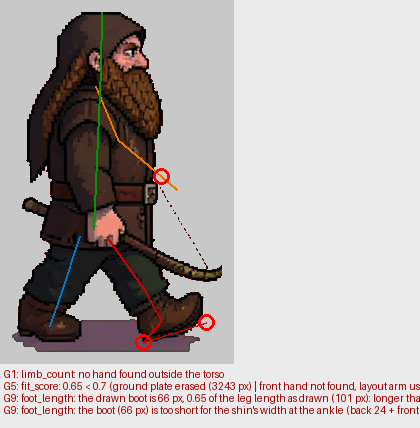 G1: limb_count: no hand found outside the torso
G5: fit_score: 0.65 < 0.7 (ground plate erased (3243 px) | front hand not found, layout arm us
G9: foot_length: the drawn boot is 66 px, 0.65 of the leg length as drawn (101 px): longer tha
G9: foot_length: the boot (66 px) is too short for the shin's width at the ankle (back 24 + front